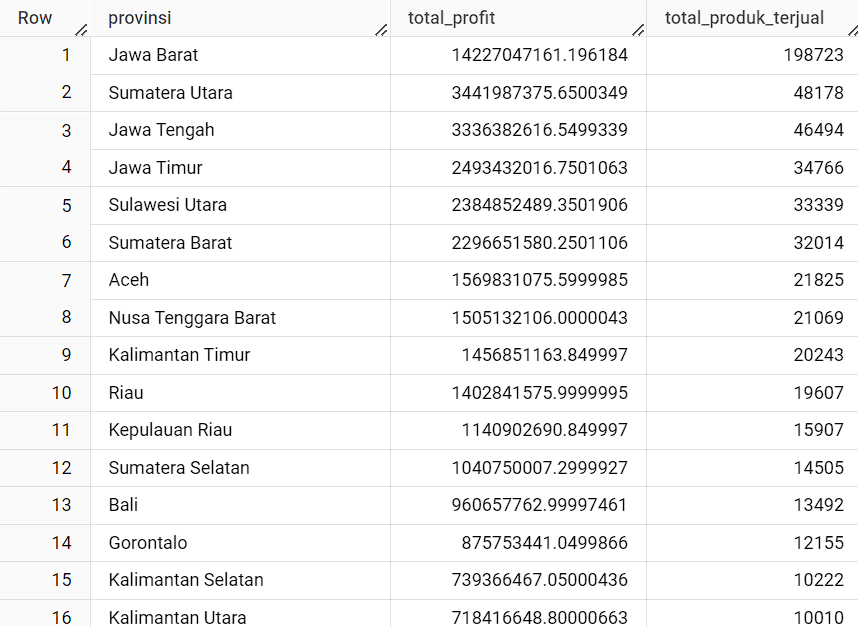 Row provinsi total_profit total_produk_terjual
1 Jawa Barat 14227047161.196184 198723
2 Sumatera Utara 3441987375.6500349 48178
3 Jawa Tengah 3336382616.5499339 46494
4 Jawa Timur 2493432016.7501063 34766
5 Sulawesi Utara 2384852489.3501906 33339
6 Sumatera Barat 2296651580.2501106 32014
7 Aceh 1569831075.5999985 21825
8 Nusa Tenggara Barat 1505132106.0000043 21069
9 Kalimantan Timur 1456851163.849997 20243
10 Riau 1402841575.9999995 19607
11 Kepulauan Riau 1140902690.849997 15907
12 Sumatera Selatan 1040750007.2999927 14505
13 Bali 960657762.99997461 13492
14 Gorontalo 875753441.0499866 12155
15 Kalimantan Selatan 739366467.05000436 10222
16 Kalimantan Utara 718416648.80000663 10010